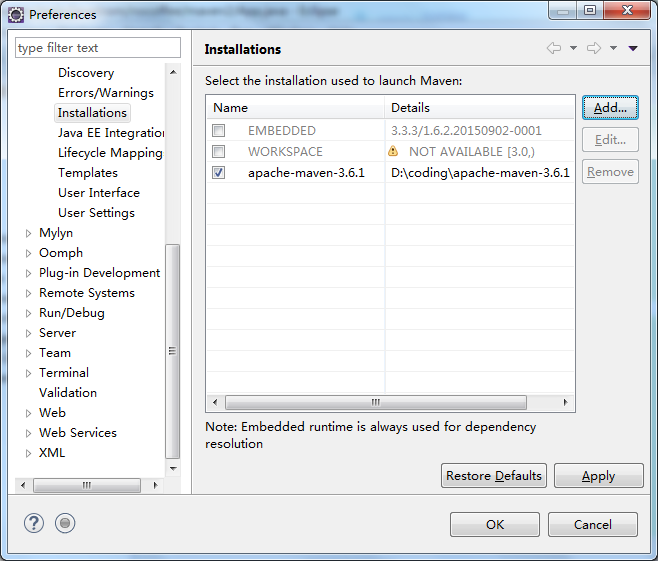 Preferences
type filter text
Discovery
Errors/Warnings
Installations
Java EE Integration
Lifecycle Mappings
Templates
User Interface
User Settings
Mylyn
Oomph
Plug-in Development
Remote Systems
Run/Debug
Server
Team
Terminal
Validation
Web
Web Services
XML
Installations
Select the installation used to launch Maven:
Name Details
EMBEDDED 3.3.3/1.6.2.20150902-0001
WORKSPACE NOT AVAILABLE [3.0,)
apache-maven-3.6.1 D:\coding\apache-maven-3.6.1
Add...
Edit...
Remove
Note: Embedded runtime is always used for dependency
resolution
Restore Defaults Apply
OK Cancel